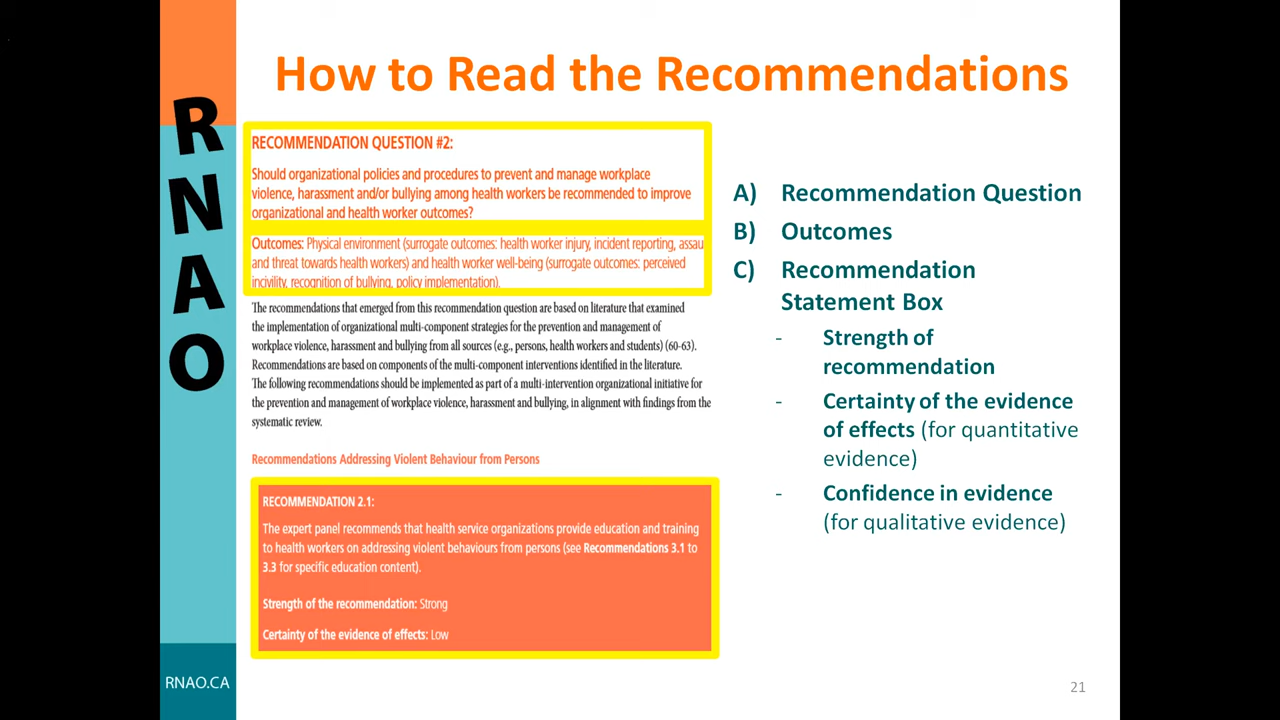 How to Read the Recommendations
R
N
A
O
RNAO.CA
RECOMMENDATION QUESTION #2:
Should organizational policies and procedures to prevent and manage workplace
violence, harassment and/or bullying among health workers be recommended to improve
organizational and health worker outcomes?
Outcomes: Physical environment (surrogate outcomes: health worker injury, incident reporting, assau
and threat towards health workers) and health worker well-being (surrogate outcomes: perceived
incivility, recognition of bullying, policy implementation).
The recommendations that emerged from this recommendation question are based on literature that examined
the implementation of organizational multi-component strategies for the prevention and management of
workplace violence, harassment and bullying from all sources (e.g., persons, health workers and students) (60-63).
Recommendations are based on components of the multi-component interventions identified in the literature.
The following recommendations should be implemented as part of a multi-intervention organizational initiative for
the prevention and management of workplace violence, harassment and bullying, in alignment with findings from the
systematic review.
Recommendations Addressing Violent Behaviour from Persons
RECOMMENDATION 2.1:
The expert panel recommends that health service organizations provide education and training
to health workers on addressing violent behaviours from persons (see Recommendations 3.1 to
3.3 for specific education content).
Strength of the recommendation: Strong
Certainty of the evidence of effects: Low
A) Recommendation Question
B) Outcomes
C) Recommendation
Statement Box
- Strength of
recommendation
- Certainty of the evidence
of effects (for quantitative
evidence)
- Confidence in evidence
(for qualitative evidence)
21